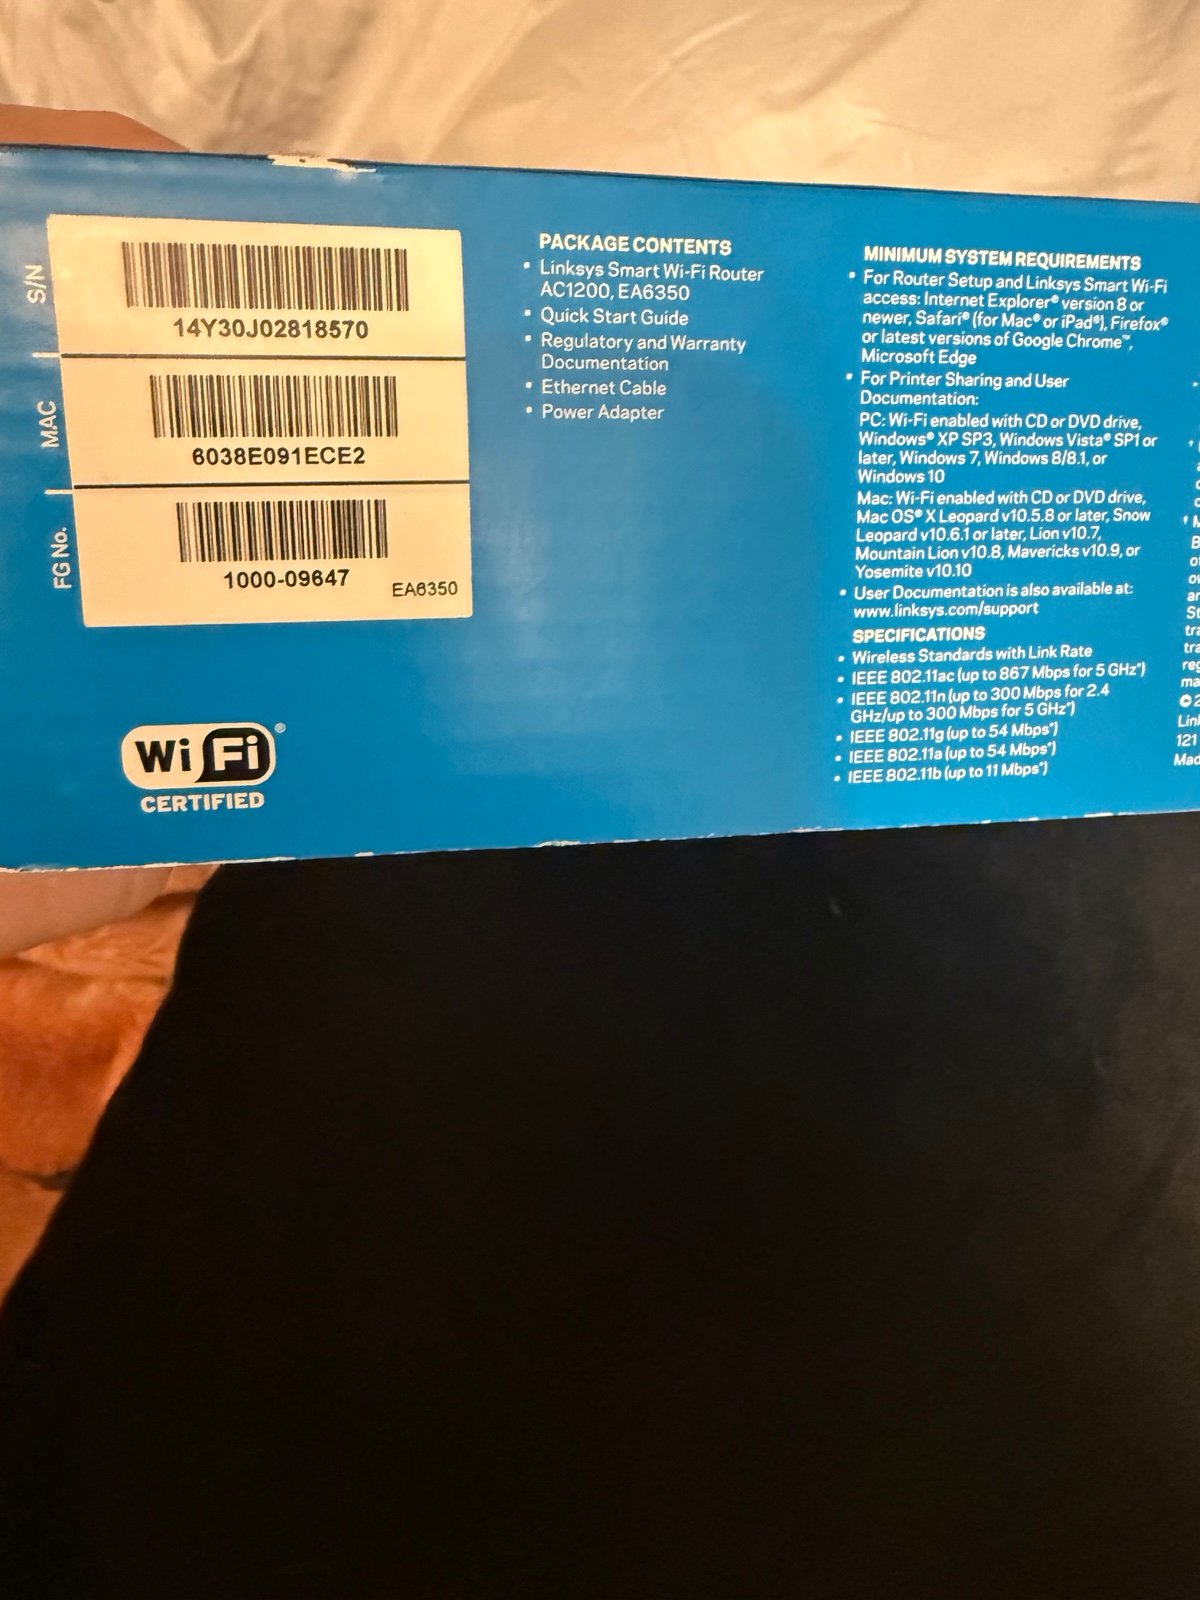 S/N
14Y30J02818570
MAC
6038E091ECE2
FG No.
1000-09647
EA6350
Wi Fi®
CERTIFIED
PACKAGE CONTENTS
• Linksys Smart Wi-Fi Router
AC1200, EA6350
• Quick Start Guide
• Regulatory and Warranty
Documentation
• Ethernet Cable
• Power Adapter
MINIMUM SYSTEM REQUIREMENTS
• For Router Setup and Linksys Smart Wi-Fi
access: Internet Explorer® version 8 or
newer, Safari® (for Mac® or iPad®), Firefox®
or latest versions of Google Chrome™,
Microsoft Edge
• For Printer Sharing and User
Documentation:
PC: Wi-Fi enabled with CD or DVD drive,
Windows® XP SP3, Windows Vista® SP1 or
later, Windows 7, Windows 8/8.1, or
Windows 10
Mac: Wi-Fi enabled with CD or DVD drive,
Mac OS® X Leopard v10.5.8 or later, Snow
Leopard v10.6.1 or later, Lion v10.7,
Mountain Lion v10.8, Mavericks v10.9, or
Yosemite v10.10
• User Documentation is also available at:
www.linksys.com/support
SPECIFICATIONS
• Wireless Standards with Link Rate
• IEEE 802.11ac (up to 867 Mbps for 5 GHz*)
• IEEE 802.11n (up to 300 Mbps for 2.4
GHz/up to 300 Mbps for 5 GHz*)
• IEEE 802.11g (up to 54 Mbps*)
• IEEE 802.11a (up to 54 Mbps*)
• IEEE 802.11b (up to 11 Mbps*)
121